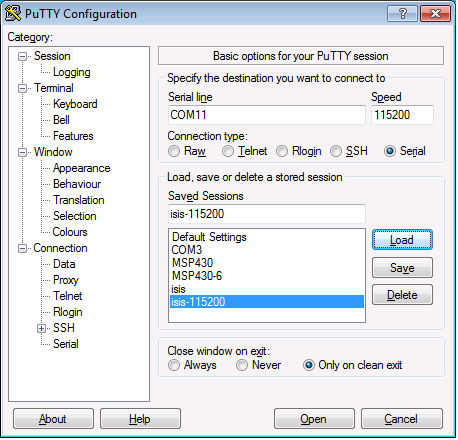 PuTTY Configuration
Category:
Session
Logging
Terminal
Keyboard
Bell
Features
Window
Appearance
Behaviour
Translation
Selection
Colours
Connection
Data
Proxy
Telnet
Rlogin
SSH
Serial
Basic options for your PuTTY session
Specify the destination you want to connect to
Serial line Speed
COM11 115200
Connection type:
Raw Telnet Rlogin SSH Serial
Load, save or delete a stored session
Saved Sessions
isis-115200
Default Settings
COM3
MSP430
MSP430-6
isis
isis-115200
Load
Save
Delete
Close window on exit:
Always Never Only on clean exit
About Help Open Cancel